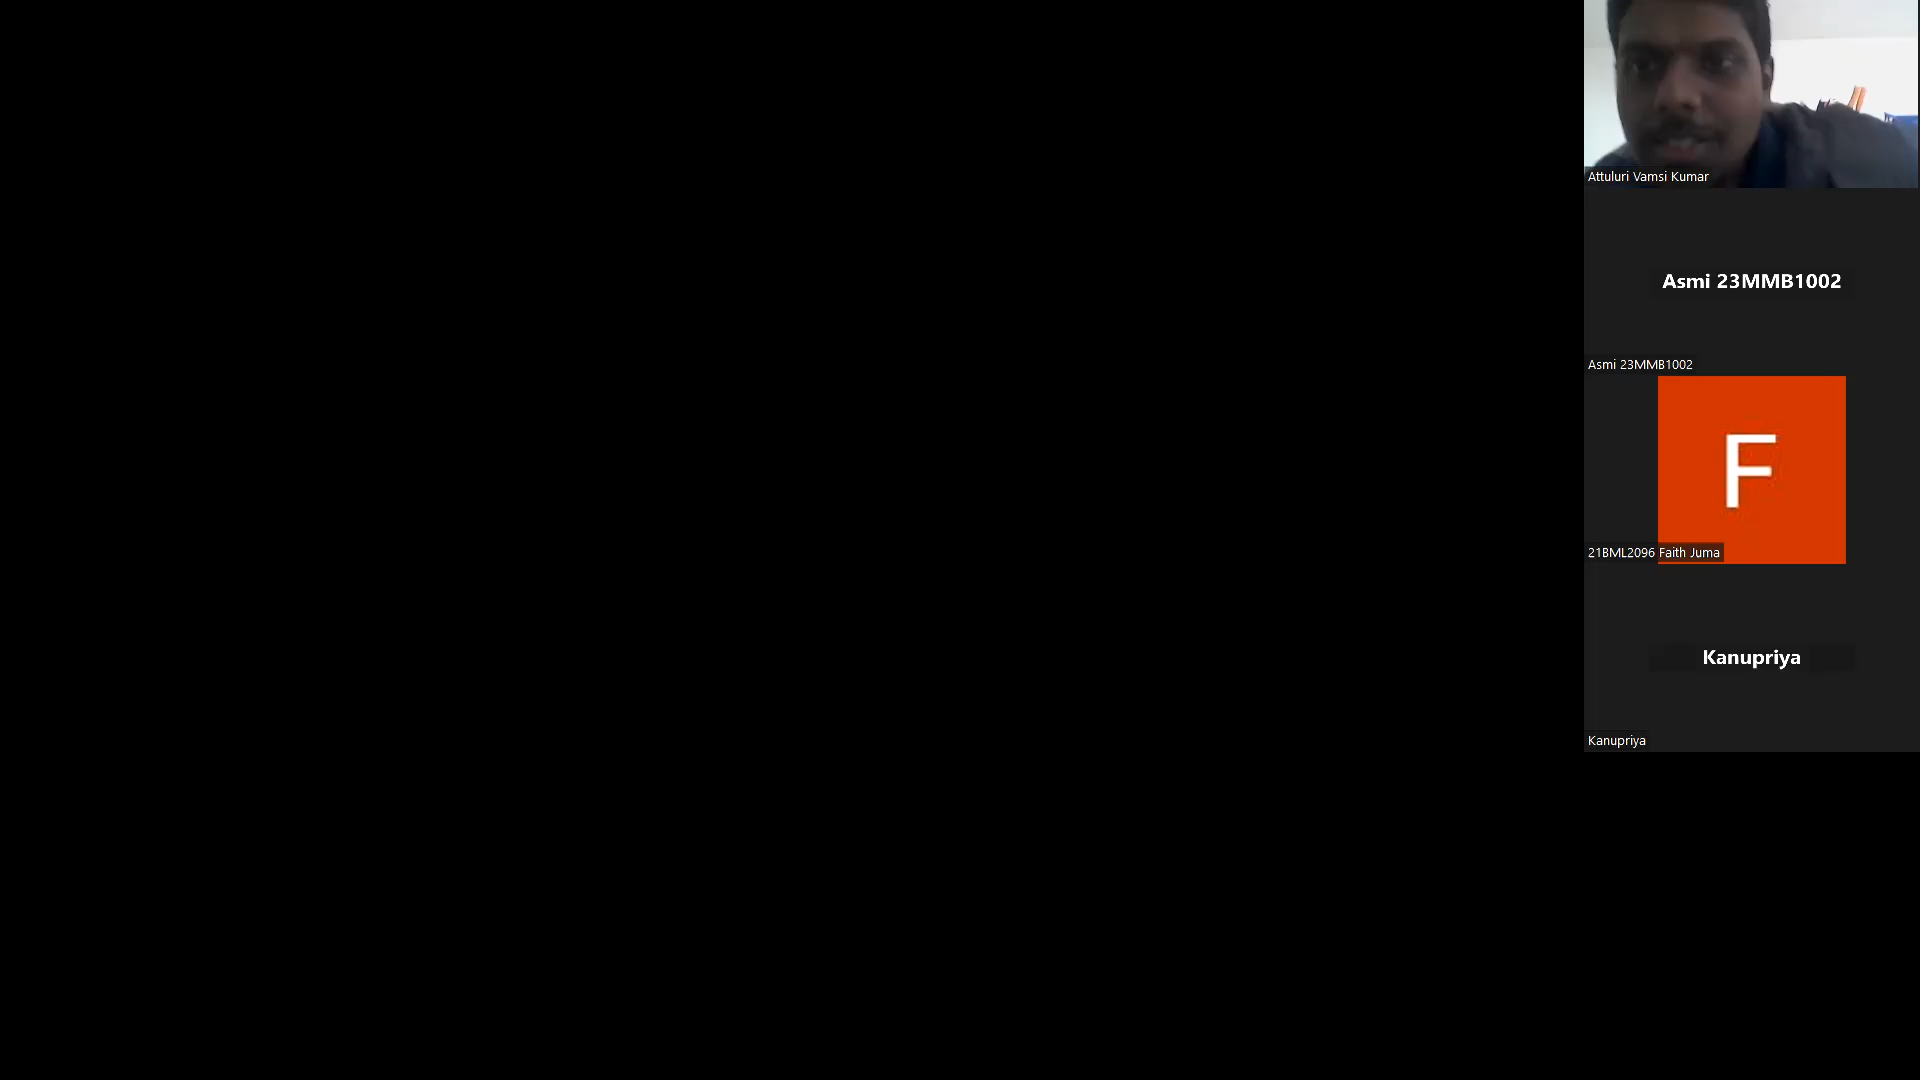 Attuluri Vamsi Kumar
Asmi 23MMB1002
Asmi 23MMB1002
F
21BML2096 Faith Juma
Kanupriya
Kanupriya